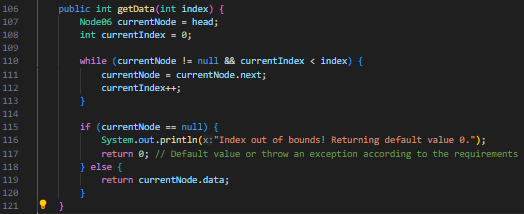 106 public int getData(int index) {
107 Node06 currentNode = head;
108 int currentIndex = 0;
109
110 while (currentNode != null && currentIndex < index) {
111 currentNode = currentNode.next;
112 currentIndex++;
113 }
114
115 if (currentNode == null) {
116 System.out.println(x:"Index out of bounds! Returning default value 0.");
117 return 0; // Default value or throw an exception according to the requirements
118 } else {
119 return currentNode.data;
120 }
121 }